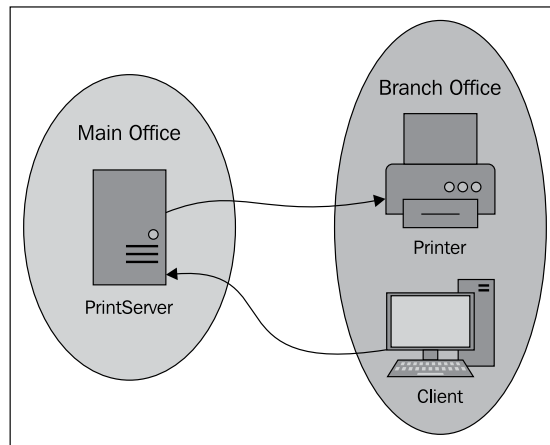 Main Office
PrintServer
Branch Office
Printer
Client